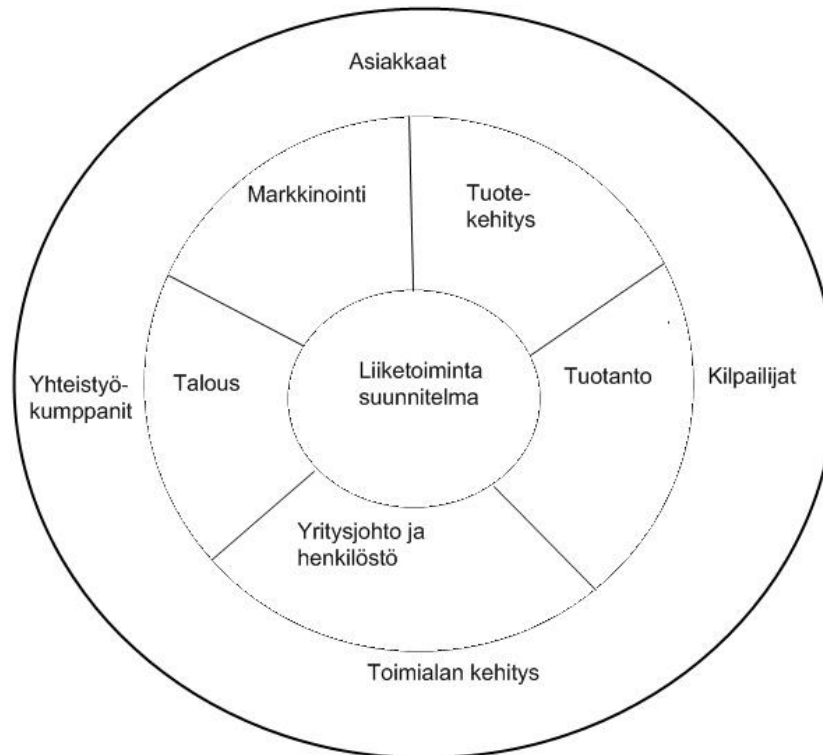 Asiakkaat
Markkinointi
Tuote-
kehitys
Yhteistyö-
kumppanit
Talous
Liiketoiminta
suunnitelma
Tuotanto
Kilpailijat
Yritysjohto ja
henkilöstö
Toimialan kehitys